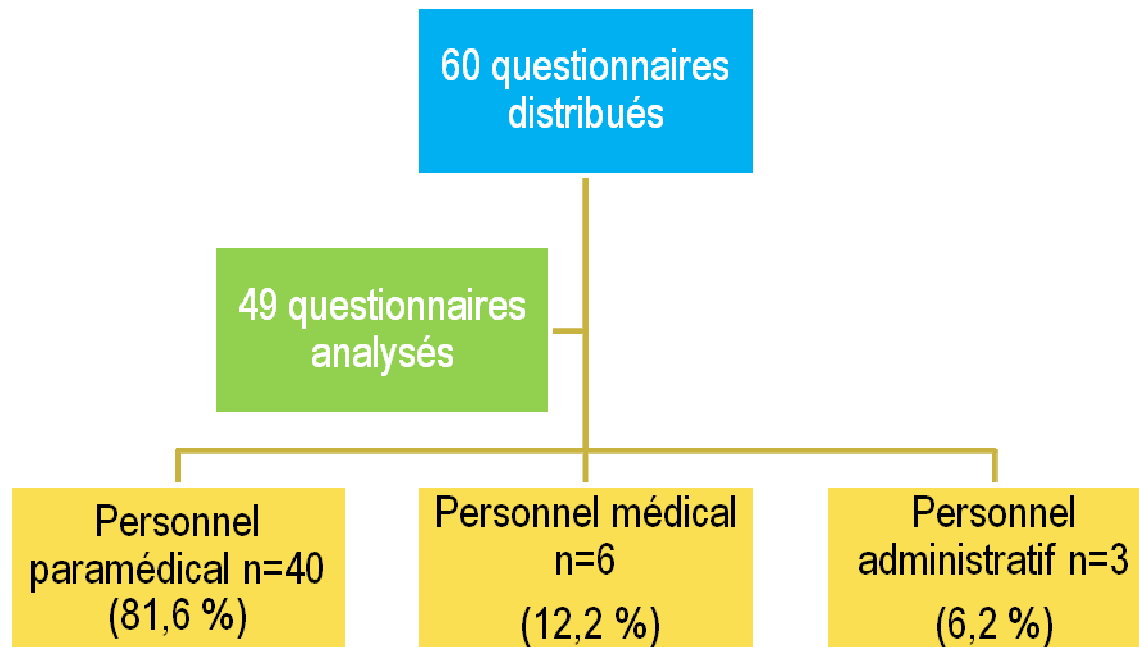 60 questionnaires
distribués
49 questionnaires
analysés
Personnel
paramédical n=40
(81,6 %)
Personnel médical
n=6
(12,2 %)
Personnel
administratif n=3
(6,2 %)